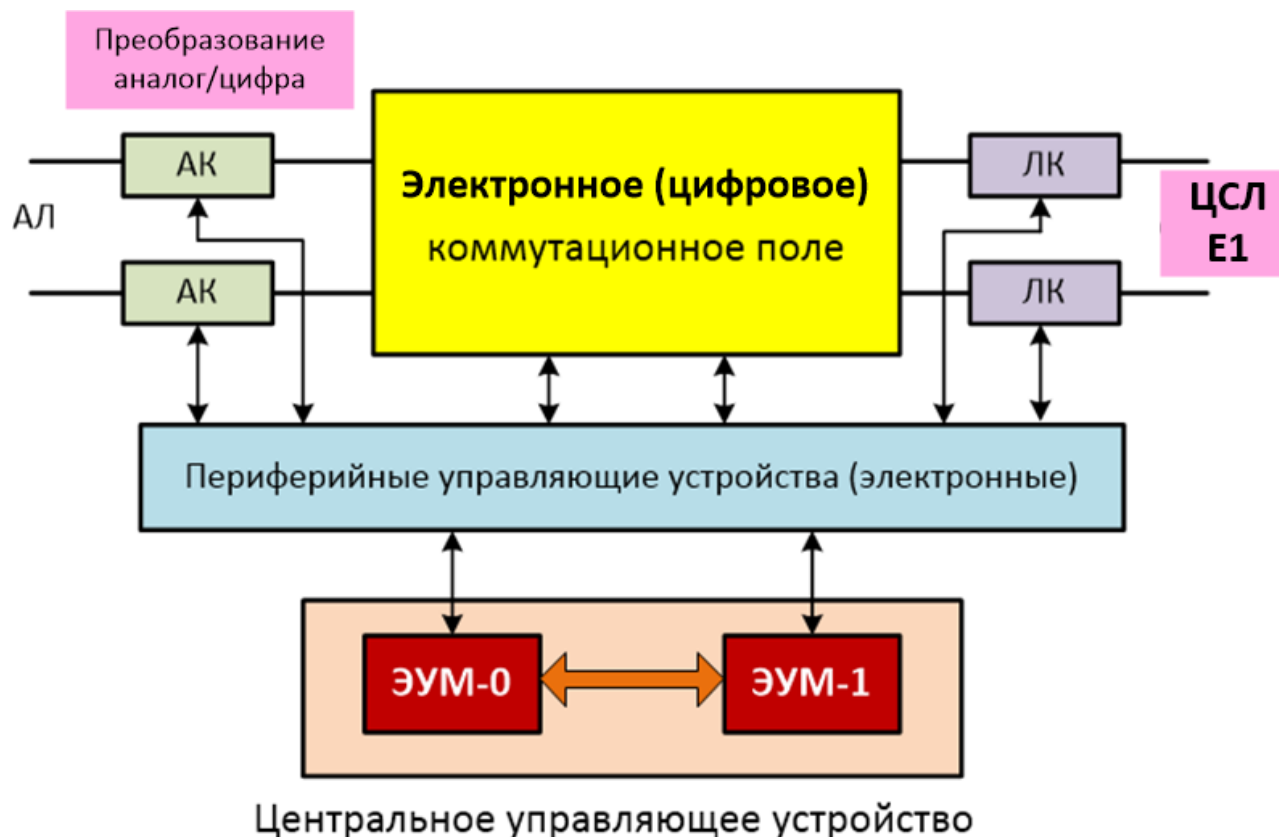 Преобразование
аналог/цифра
АК
Электронное (цифровое)
коммутационное поле
ЛК
АЛ
ЦСЛ
Е1
АК
ЛК
Периферийные управляющие устройства (электронные)
ЭУМ-0
ЭУМ-1
Центральное управляющее устройство